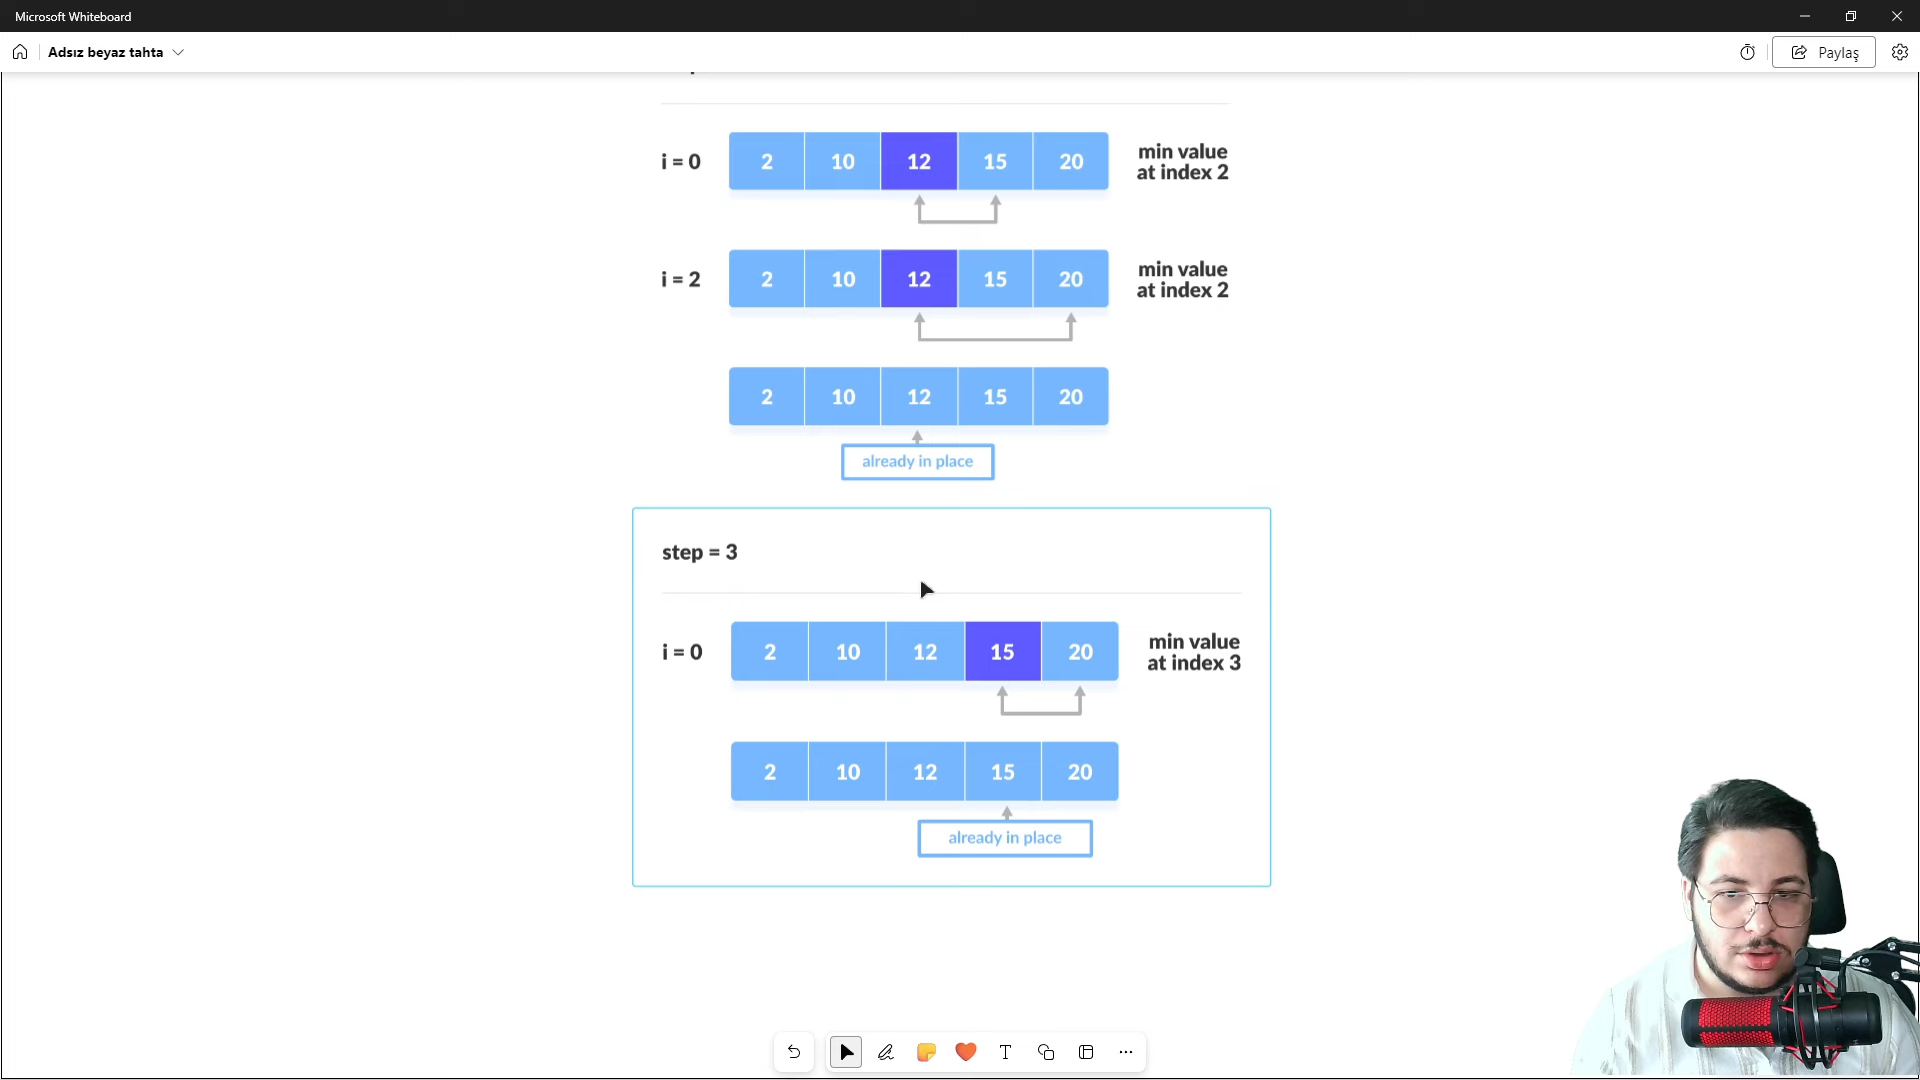 Microsoft Whiteboard
Adsız beyaz tahta
Paylaş
i = 0 2 10 12 15 20 min value
at index 2
i = 2 2 10 12 15 20 min value
at index 2
2 10 12 15 20
already in place
step = 3
i = 0 2 10 12 15 20 min value
at index 3
2 10 12 15 20
already in place
T